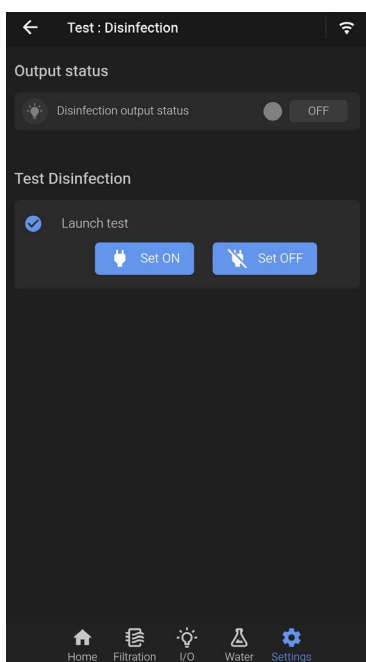 Test : Disinfection
Output status
Disinfection output status OFF
Test Disinfection
Launch test
Set ON Set OFF
Home Filtration I/O Water Settings